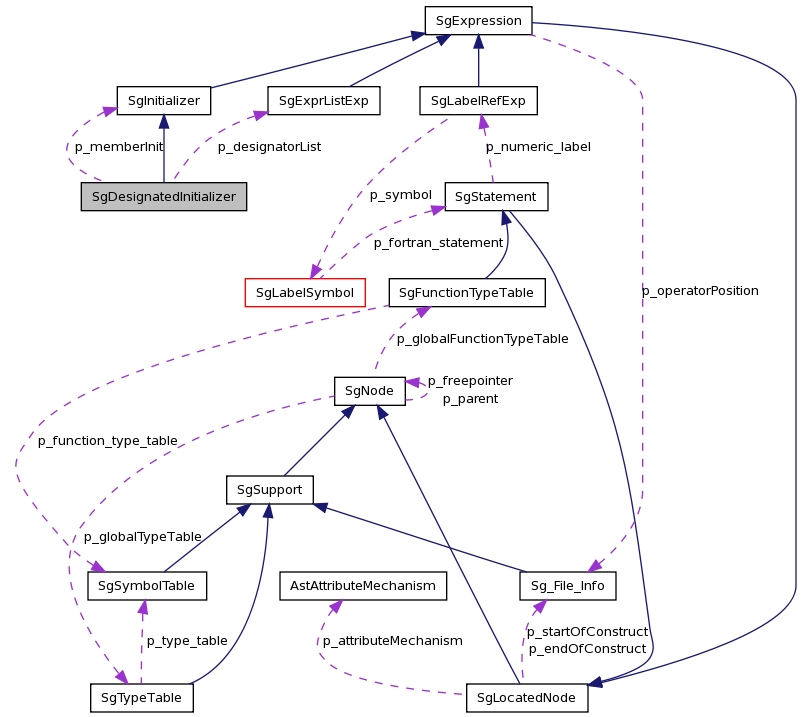 SgExpression
SgInitializer
SgExprListExp
SgLabelRefExp
p_memberInit
p_designatorList
p_numeric_label
SgDesignatedInitializer
p_symbol
SgStatement
p_fortran_statement
SgLabelSymbol
SgFunctionTypeTable
p_operatorPosition
p_globalFunctionTypeTable
SgNode
p_freepointer
p_parent
p_function_type_table
SgSupport
p_globalTypeTable
SgSymbolTable
AstAttributeMechanism
Sg_File_Info
p_type_table
p_attributeMechanism
p_startOfConstruct
p_endOfConstruct
SgTypeTable
SgLocatedNode